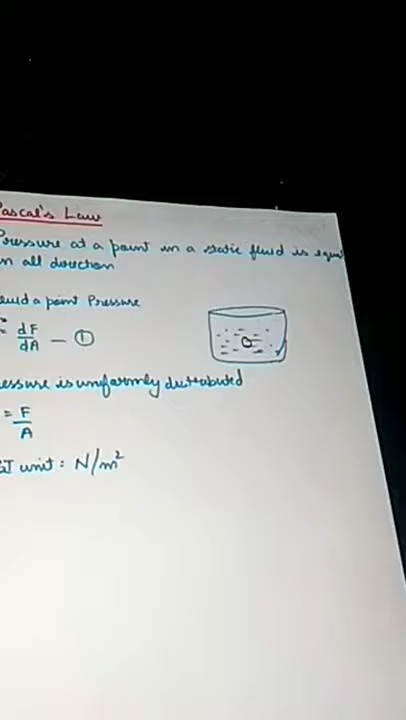 Pascal's Law
Pressure at a point in a static fluid is equal
in all direction
fluid a point Pressure
= dF/dA — ①
Pressure is uniformly distributed
= F/A
SI unit : N/m²